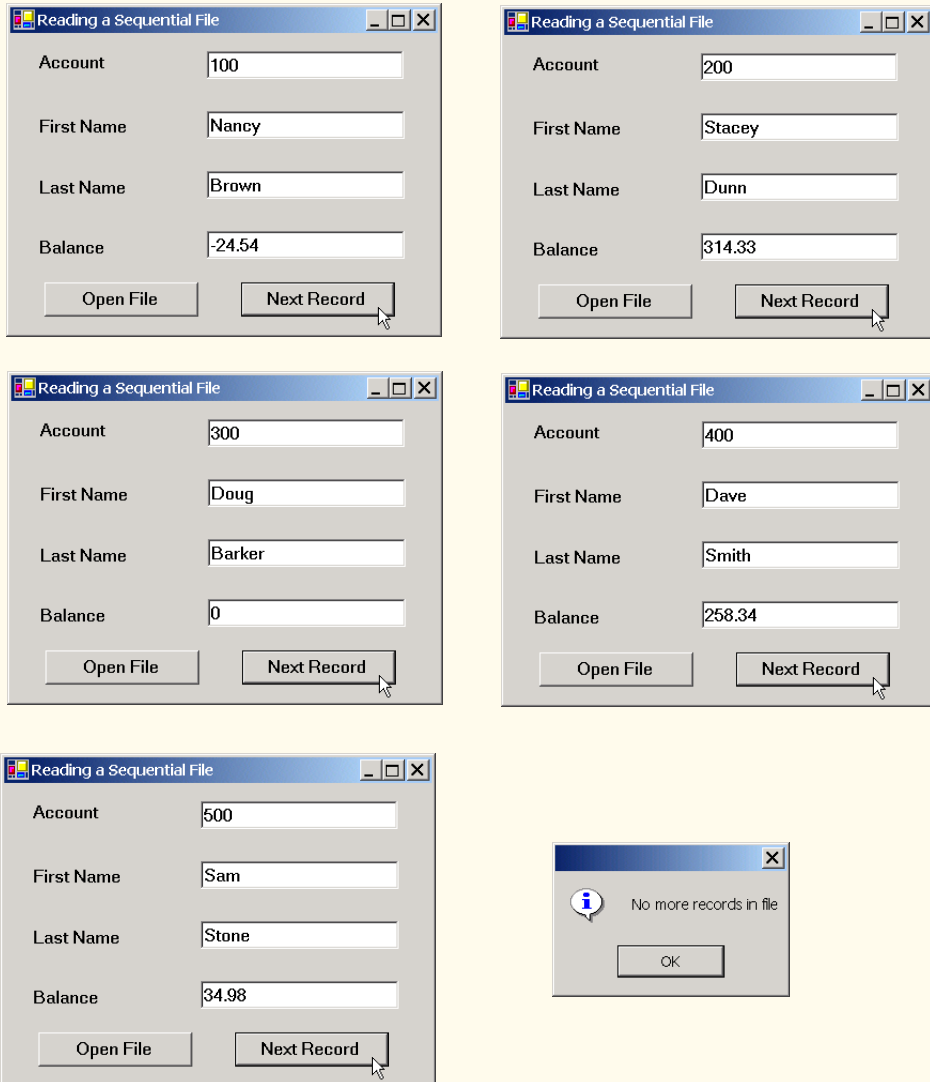 Reading a Sequential File
Account 100
First Name Nancy
Last Name Brown
Balance -24.54
Open File Next Record
Reading a Sequential File
Account 200
First Name Stacey
Last Name Dunn
Balance 314.33
Open File Next Record
Reading a Sequential File
Account 300
First Name Doug
Last Name Barker
Balance 0
Open File Next Record
Reading a Sequential File
Account 400
First Name Dave
Last Name Smith
Balance 258.34
Open File Next Record
Reading a Sequential File
Account 500
First Name Sam
Last Name Stone
Balance 34.98
Open File Next Record
No more records in file
OK